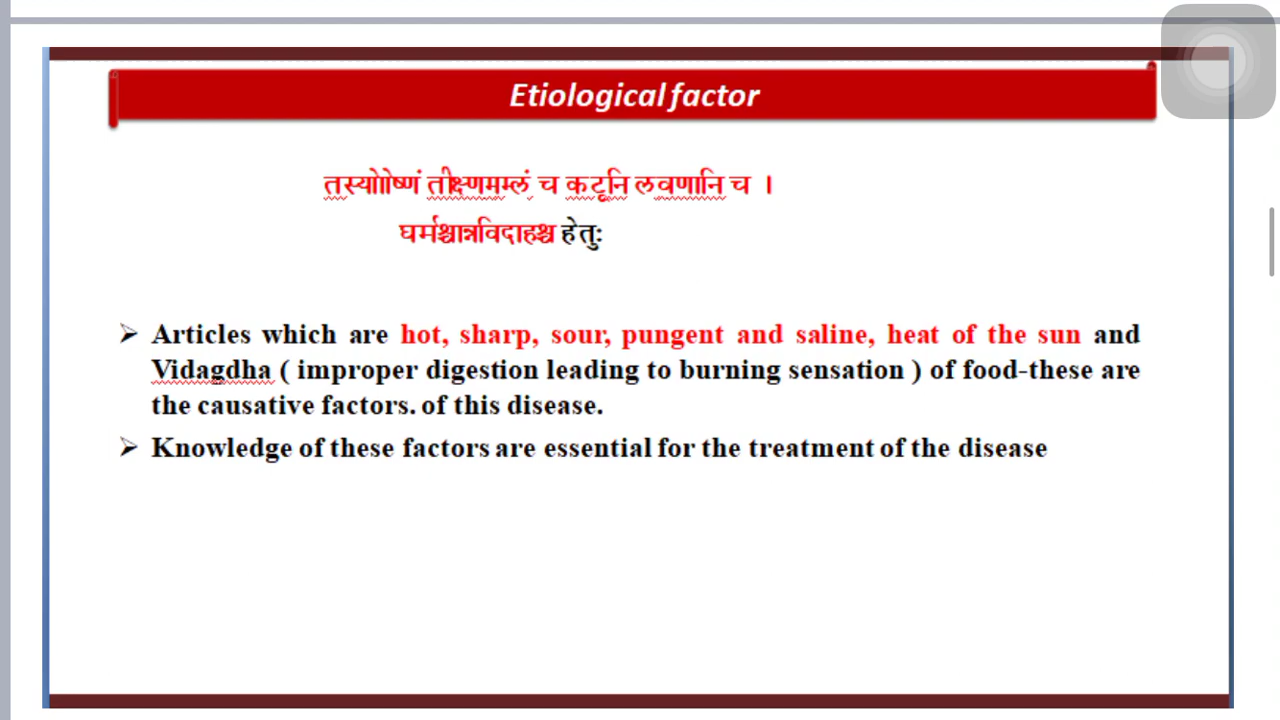 Etiological factor
तस्योोष्णं तीक्ष्णमम्लं च कटूनि लवणानि च ।
घर्मश्चान्नविदाहश्च हेतुः
➢ Articles which are hot, sharp, sour, pungent and saline, heat of the sun and
Vidagdha ( improper digestion leading to burning sensation ) of food-these are
the causative factors. of this disease.
➢ Knowledge of these factors are essential for the treatment of the disease